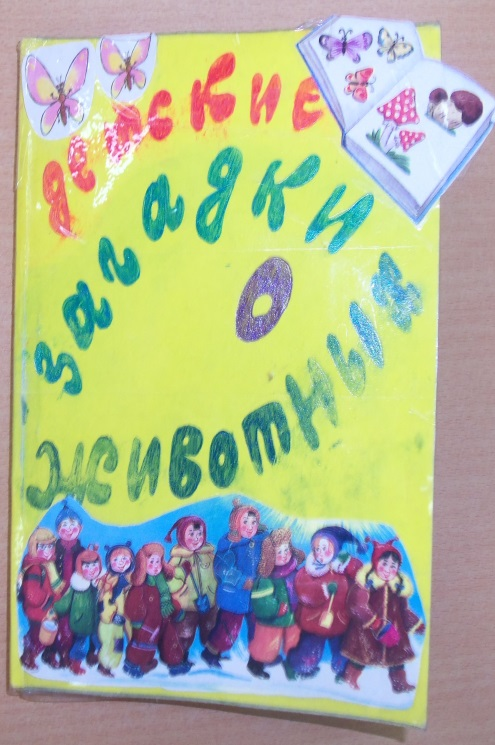 детские
загадки
о
животных